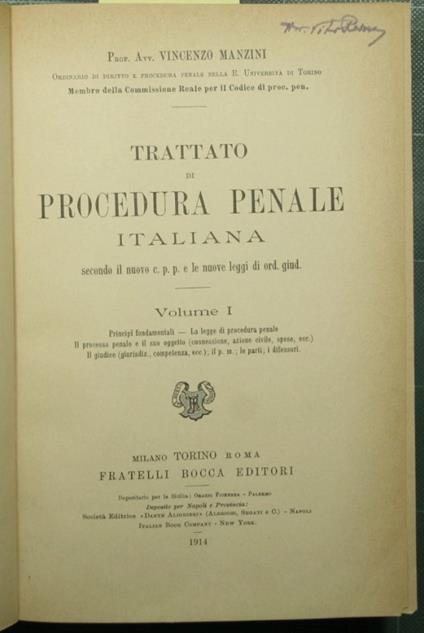 Prof. Avv. VINCENZO MANZINI
Ordinario di diritto e procedura penale nella R. Università di Torino
Membro della Commissione Reale per il Codice di proc. pen.
TRATTATO
DI
PROCEDURA PENALE
ITALIANA
secondo il nuovo c. p. p. e le nuove leggi di ord. giud.
Volume I
Principî fondamentali — La legge di procedura penale
Il processo penale e il suo oggetto (connessione, azione civile, spese, ecc.)
Il giudice (giurisdiz., competenza, ecc.); il p. m.; le parti; i difensori.
MILANO TORINO ROMA
FRATELLI BOCCA EDITORI
Depositario per la Sicilia: Orazio Fiorenza - Palermo
Deposito per Napoli e Provincia:
Società Editrice «Dante Alighieri» (Albrighi, Segati e C.) - Napoli
Italian Book Company - New York.
1914